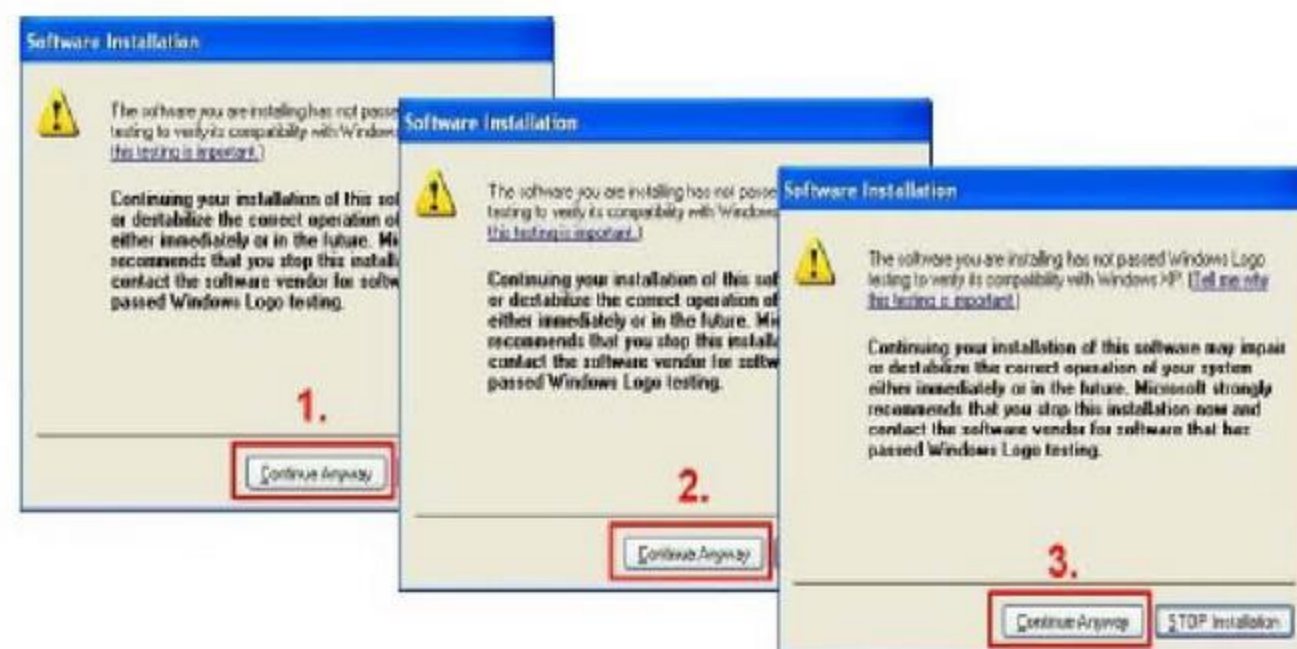 Software Installation
The software you are installing has not passe
testing to verify its compatibility with Windows
this testing is important.)
Continuing your installation of this sof
or destabilize the correct operation of
either immediately or in the future. Mi
recommends that you stop this install
contact the software vendor for softw
passed Windows Logo testing.
1.
Continue Anyway
Software Installation
The software you are installing has not passe
testing to verify its compatibility with Windows
this testing is important.)
Continuing your installation of this sof
or destabilize the correct operation of
either immediately or in the future. Mi
recommends that you stop this installa
contact the software vendor for softw
passed Windows Logo testing.
2.
Continue Anyway
Software Installation
The software you are installing has not passed Windows Logo
testing to verify its compatibility with Windows XP. (Tell me why
this testing is important.)
Continuing your installation of this software may impair
or destabilize the correct operation of your system
either immediately or in the future. Microsoft strongly
recommends that you stop this installation now and
contact the software vendor for software that has
passed Windows Logo testing.
3.
Continue Anyway
STOP Installation